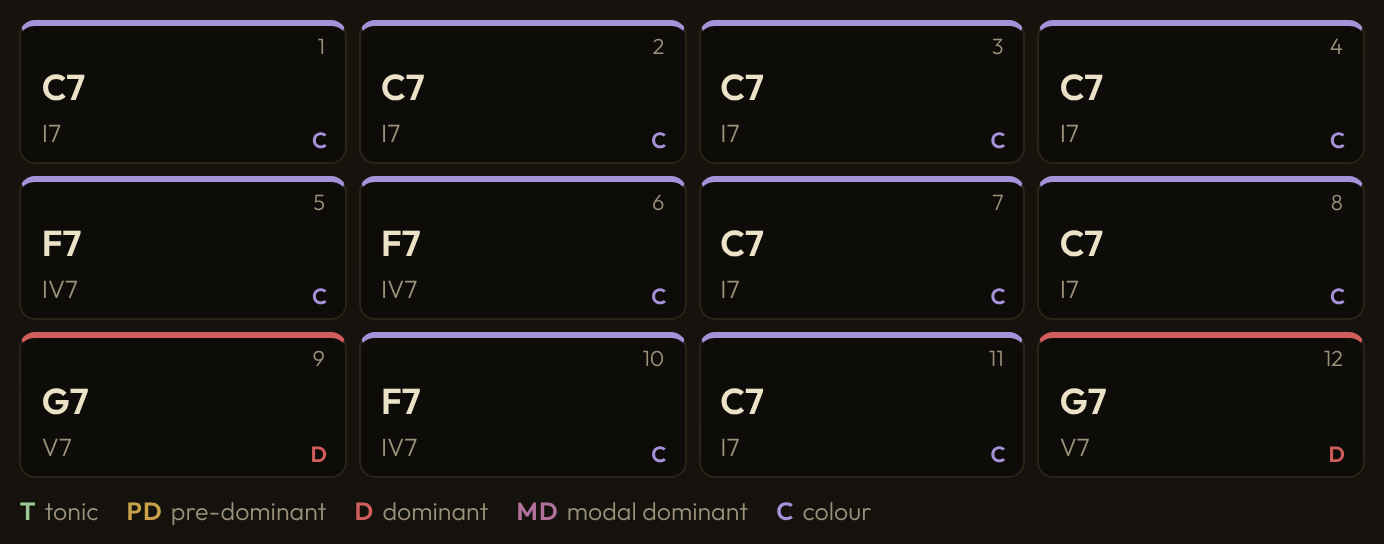 1 2 3 4
C7 C7 C7 C7
I7 C I7 C I7 C I7 C
5 6 7 8
F7 F7 C7 C7
IV7 C IV7 C I7 C I7 C
9 10 11 12
G7 F7 C7 G7
V7 D IV7 C I7 C V7 D
T tonic PD pre-dominant D dominant MD modal dominant C colour